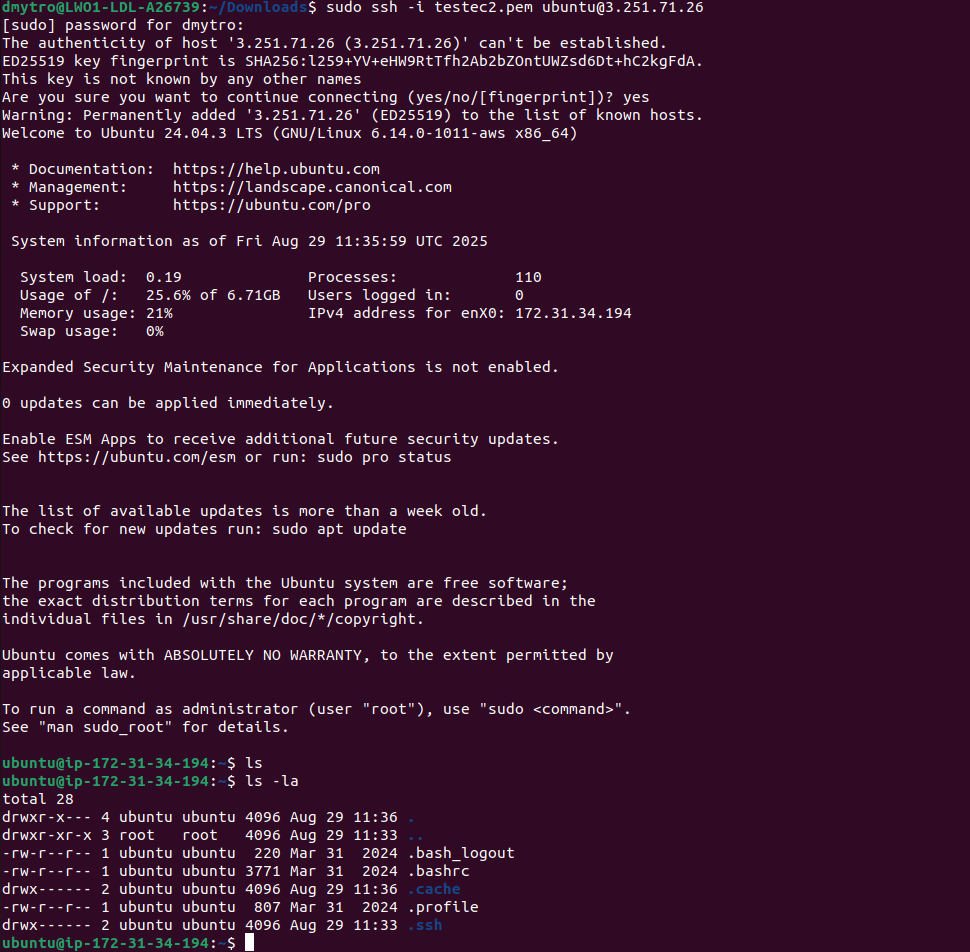 dmytro@LWO1-LDL-A26739:~/Downloads$ sudo ssh -i testec2.pem ubuntu@3.251.71.26
[sudo] password for dmytro:
The authenticity of host '3.251.71.26 (3.251.71.26)' can't be established.
ED25519 key fingerprint is SHA256:l259+YV+eHW9RtTfh2Ab2bZOntUWZsd6Dt+hC2kgFdA.
This key is not known by any other names
Are you sure you want to continue connecting (yes/no/[fingerprint])? yes
Warning: Permanently added '3.251.71.26' (ED25519) to the list of known hosts.
Welcome to Ubuntu 24.04.3 LTS (GNU/Linux 6.14.0-1011-aws x86_64)

 * Documentation:  https://help.ubuntu.com
 * Management:     https://landscape.canonical.com
 * Support:        https://ubuntu.com/pro

 System information as of Fri Aug 29 11:35:59 UTC 2025

  System load:  0.19              Processes:             110
  Usage of /:   25.6% of 6.71GB   Users logged in:       0
  Memory usage: 21%               IPv4 address for enX0: 172.31.34.194
  Swap usage:   0%

Expanded Security Maintenance for Applications is not enabled.

0 updates can be applied immediately.

Enable ESM Apps to receive additional future security updates.
See https://ubuntu.com/esm or run: sudo pro status


The list of available updates is more than a week old.
To check for new updates run: sudo apt update


The programs included with the Ubuntu system are free software;
the exact distribution terms for each program are described in the
individual files in /usr/share/doc/*/copyright.

Ubuntu comes with ABSOLUTELY NO WARRANTY, to the extent permitted by
applicable law.

To run a command as administrator (user "root"), use "sudo <command>".
See "man sudo_root" for details.

ubuntu@ip-172-31-34-194:~$ ls
ubuntu@ip-172-31-34-194:~$ ls -la
total 28
drwxr-x--- 4 ubuntu ubuntu 4096 Aug 29 11:36 .
drwxr-xr-x 3 root   root   4096 Aug 29 11:33 ..
-rw-r--r-- 1 ubuntu ubuntu  220 Mar 31  2024 .bash_logout
-rw-r--r-- 1 ubuntu ubuntu 3771 Mar 31  2024 .bashrc
drwx------ 2 ubuntu ubuntu 4096 Aug 29 11:36 .cache
-rw-r--r-- 1 ubuntu ubuntu  807 Mar 31  2024 .profile
drwx------ 2 ubuntu ubuntu 4096 Aug 29 11:33 .ssh
ubuntu@ip-172-31-34-194:~$